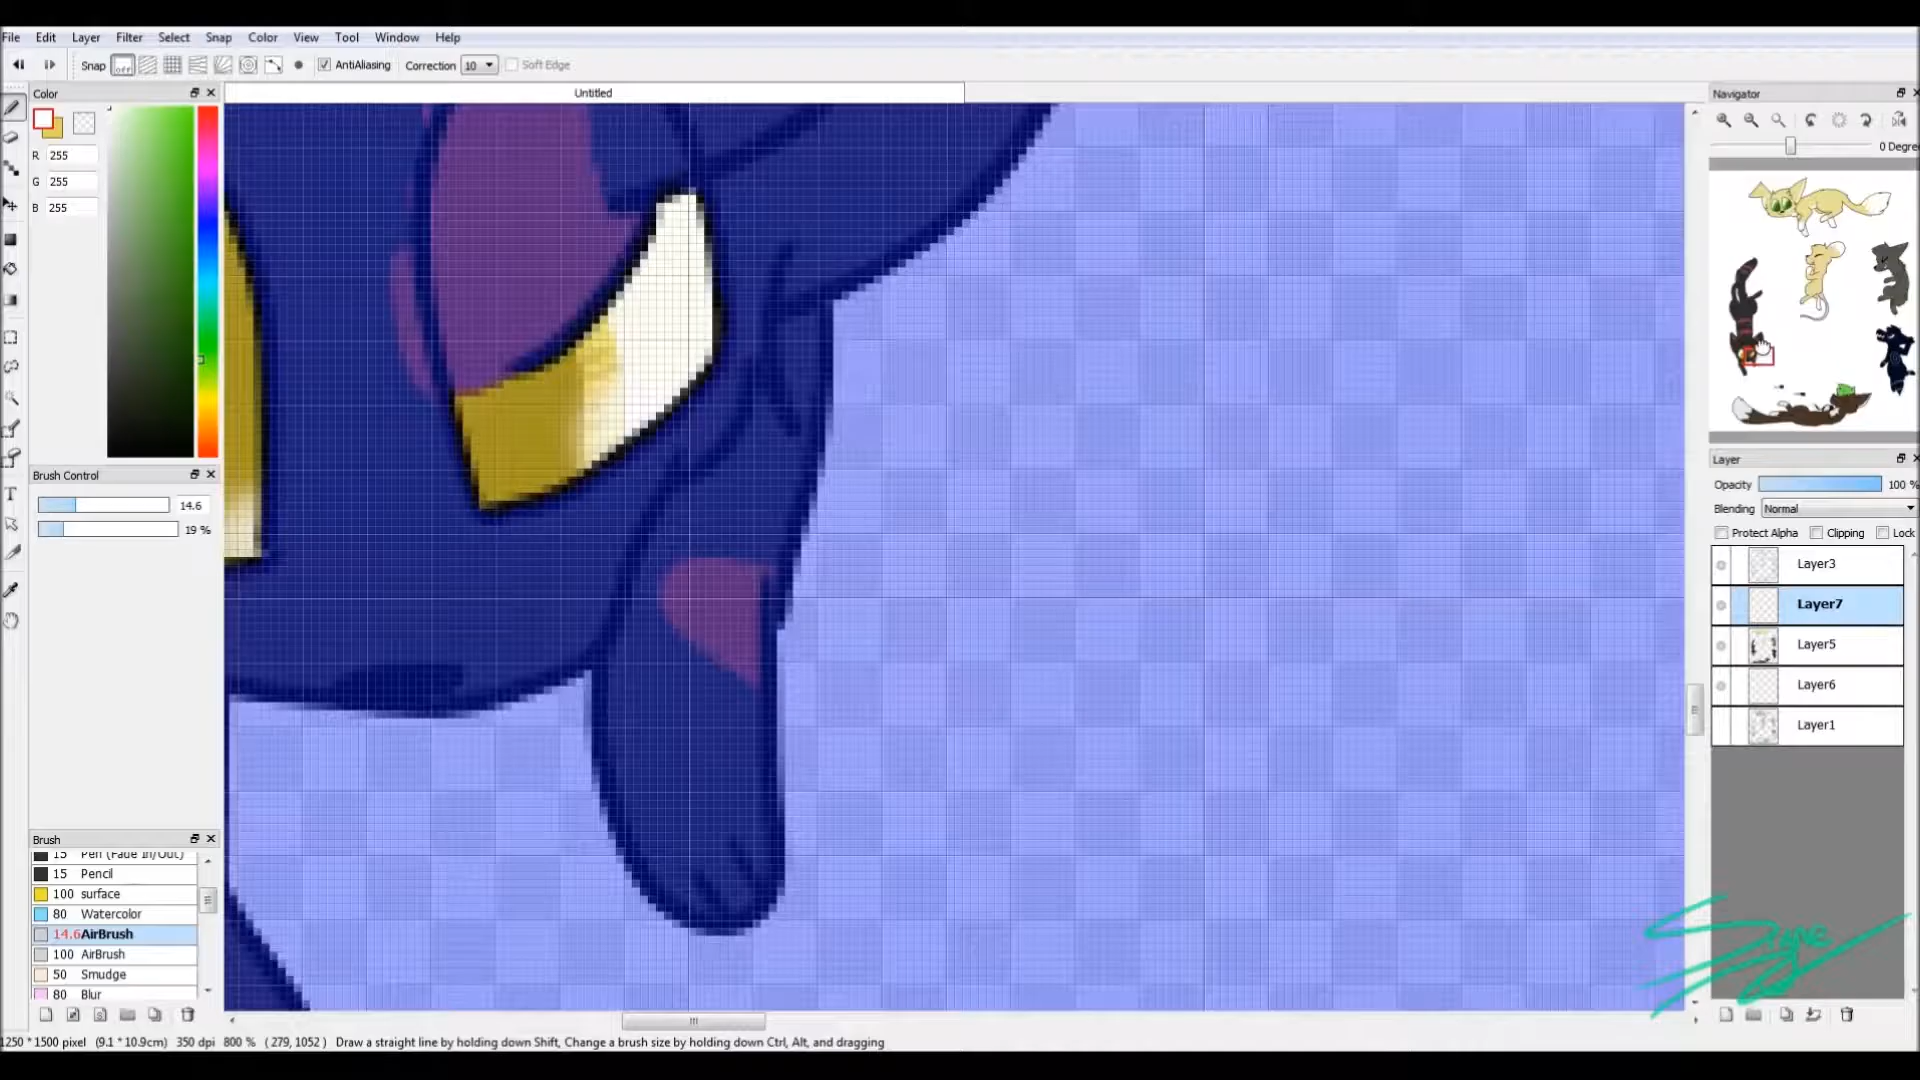 File Edit Layer Filter Select Snap Color View Tool Window Help
Snap off AntiAliasing Correction 10 Soft Edge
Color
Untitled
Navigator
R 255
G 255
B 255
0 Degre
Layer
Opacity 100 %
Blending Normal
Protect Alpha Clipping Lock
Layer3
Layer7
Layer5
Layer6
Layer1
Brush Control
14.6
19 %
Brush
15 Pen (Fade In/Out)
15 Pencil
100 surface
80 Watercolor
14.6 AirBrush
100 AirBrush
50 Smudge
80 Blur
1250 * 1500 pixel (9.1 * 10.9cm) 350 dpi 800 % ( 279, 1052 ) Draw a straight line by holding down Shift, Change a brush size by holding down Ctrl, Alt, and dragging